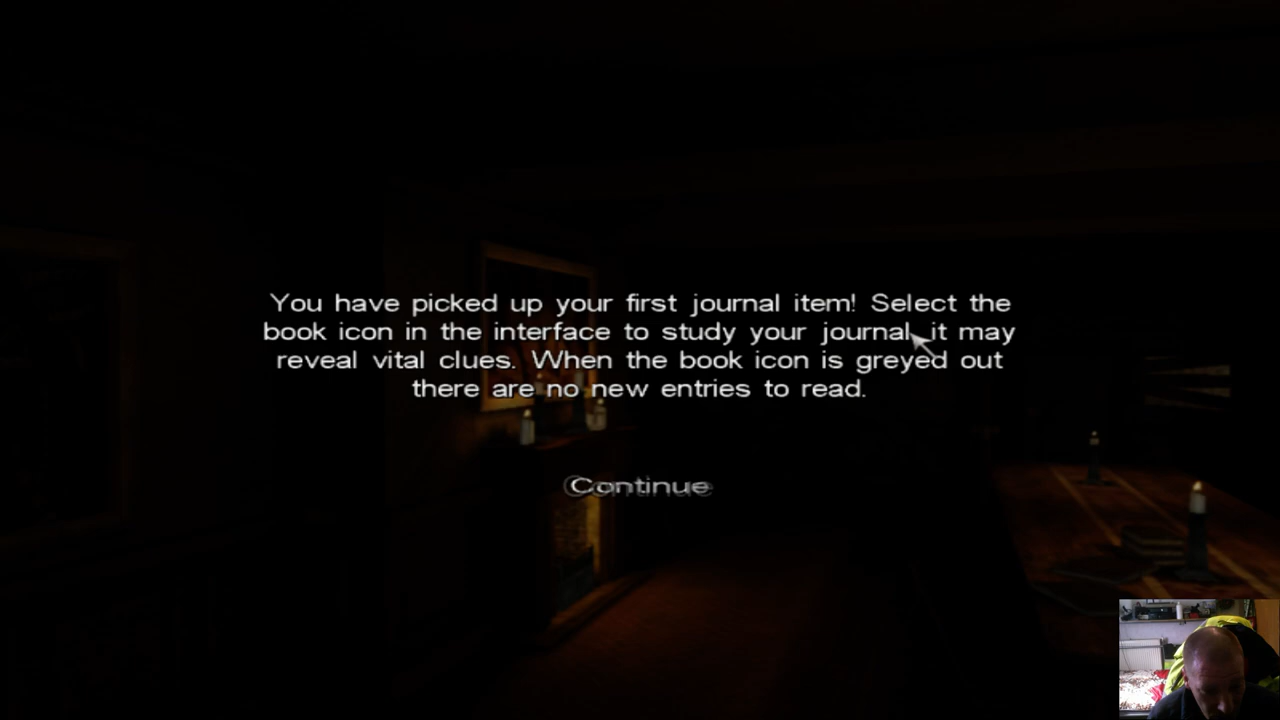 You have picked up your first journal item! Select the
book icon in the interface to study your journal, it may
reveal vital clues. When the book icon is greyed out
there are no new entries to read.
Continue